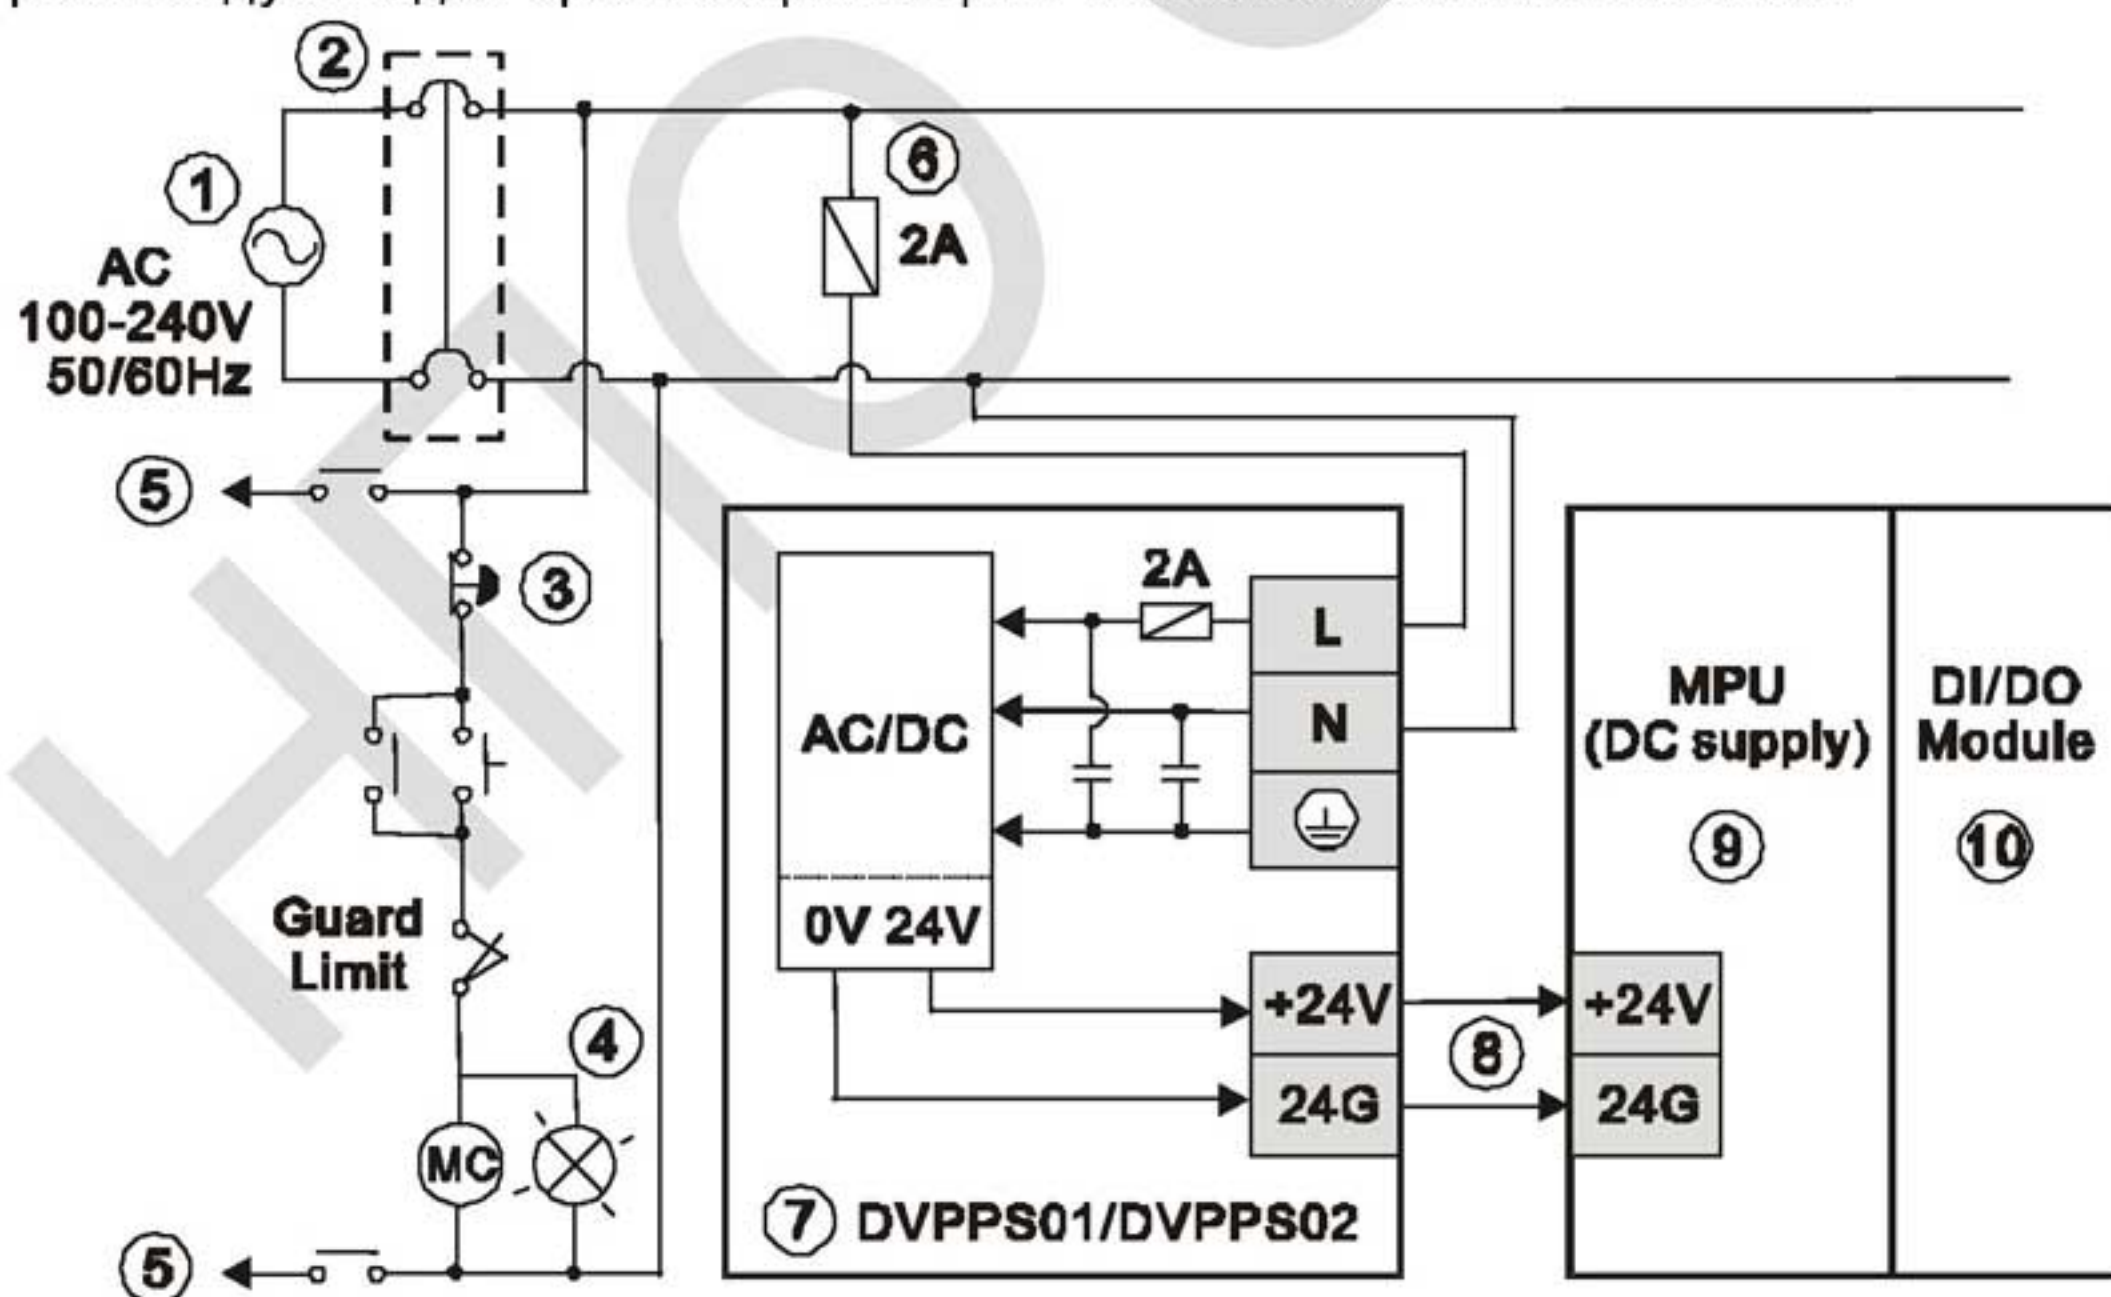 2
1
AC
100-240V
50/60Hz
6
2A
5
3
2A
L
AC/DC
N
MPU
(DC supply)
DI/DO
Module
9
10
Guard
Limit
0V 24V
+24V
+24V
4
8
24G
24G
MC
7 DVPPS01/DVPPS02
5
НПО